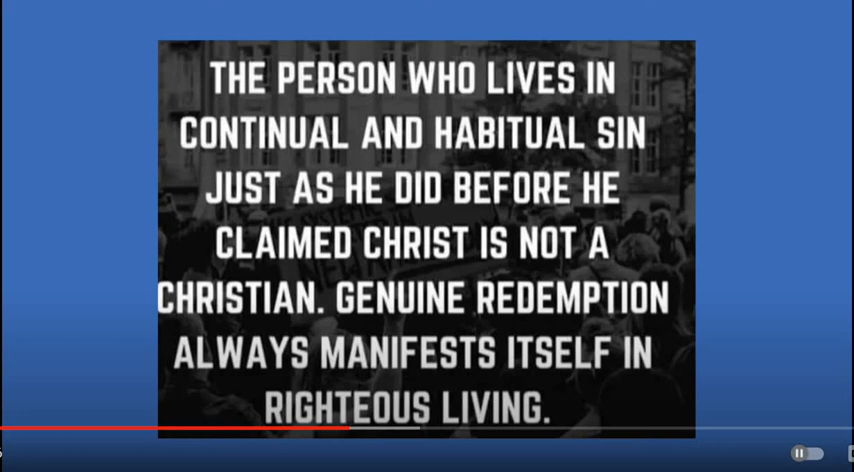 THE PERSON WHO LIVES IN
CONTINUAL AND HABITUAL SIN
JUST AS HE DID BEFORE HE
CLAIMED CHRIST IS NOT A
CHRISTIAN. GENUINE REDEMPTION
ALWAYS MANIFESTS ITSELF IN
RIGHTEOUS LIVING.